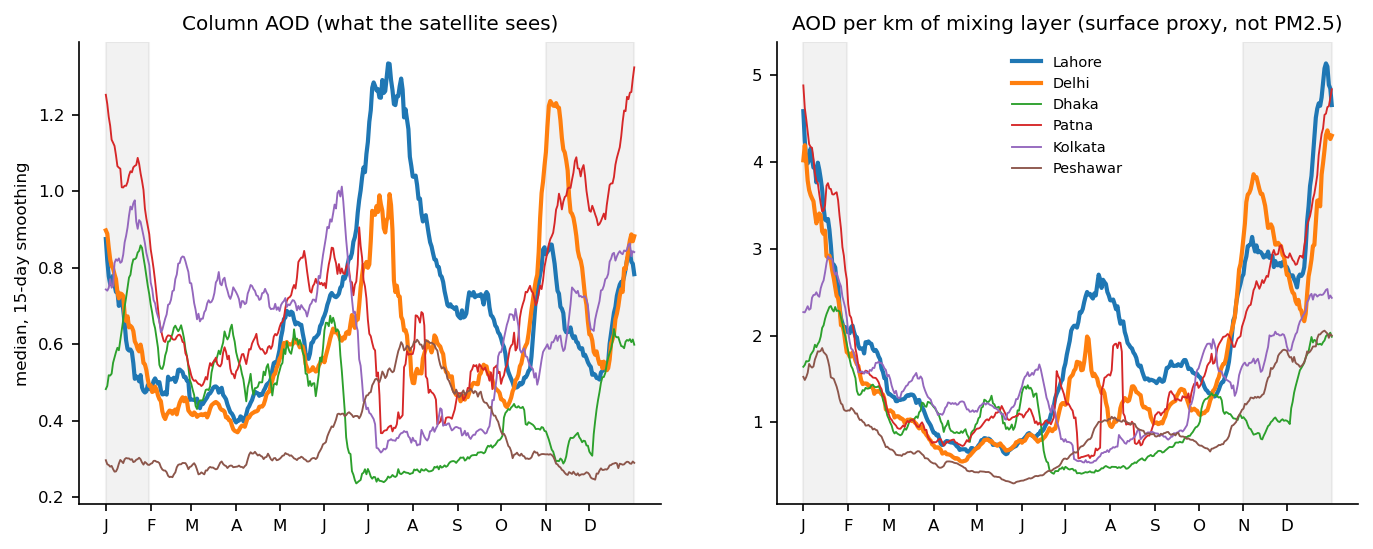 Column AOD (what the satellite sees)
median, 15-day smoothing
1.2
1.0
0.8
0.6
0.4
0.2
J F M A M J J A S O N D
AOD per km of mixing layer (surface proxy, not PM2.5)
5
4
3
2
1
Lahore
Delhi
Dhaka
Patna
Kolkata
Peshawar
J F M A M J J A S O N D